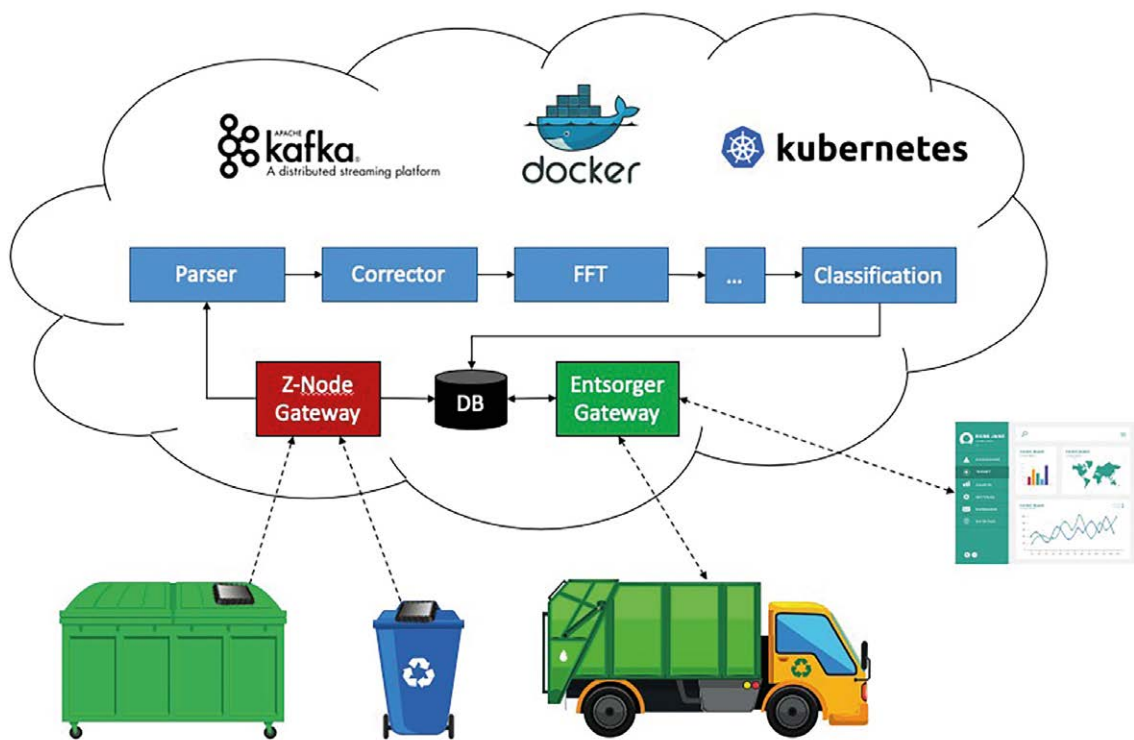 APACHE
kafka®
A distributed streaming platform
docker
kubernetes
Parser
Corrector
FFT
...
Classification
Z-Node
Gateway
DB
Entsorger
Gateway